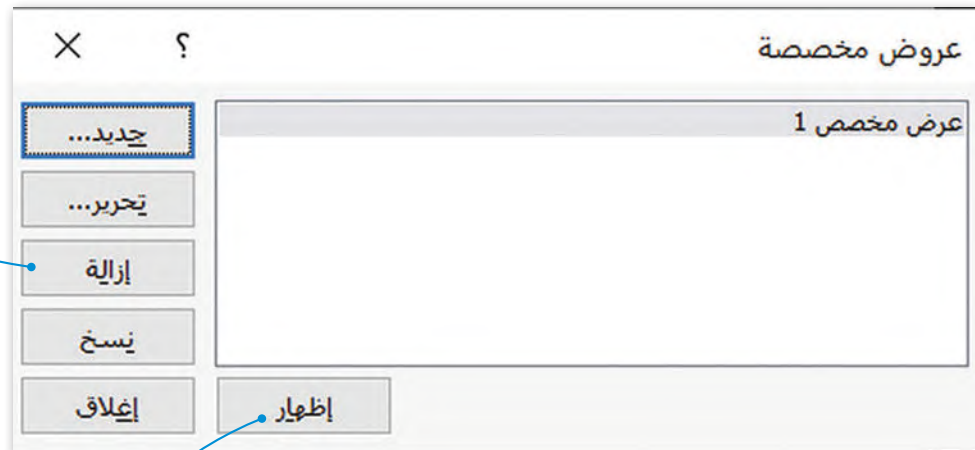 عروض مخصصة
؟
عرض مخصص 1
جديد...
تحرير...
إزالة
نسخ
إغلاق
إظهار